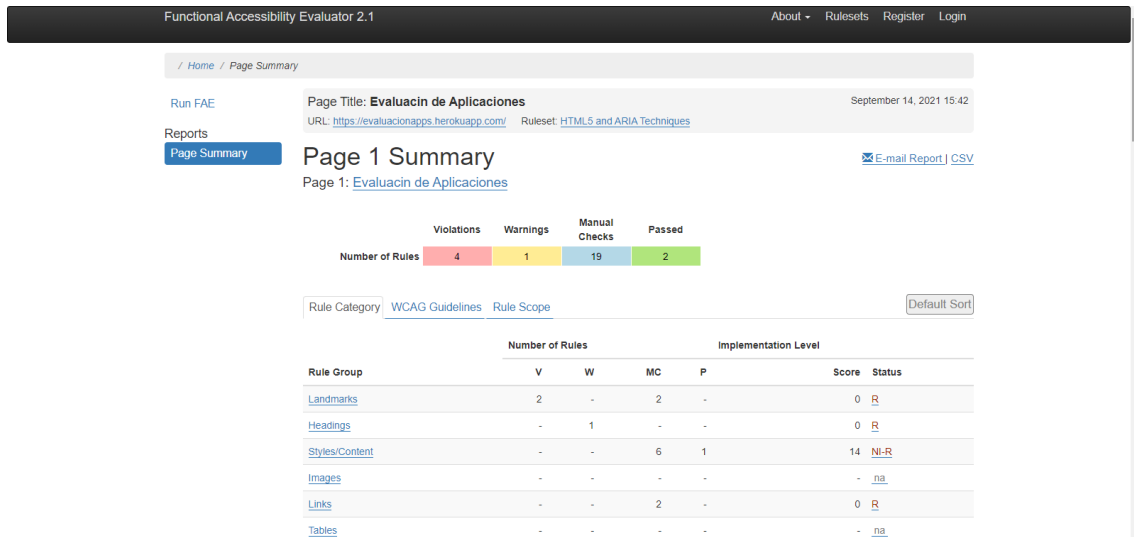 Functional Accessibility Evaluator 2.1 About Rulesets Register Login
/ Home / Page Summary
Run FAE
Reports
Page Summary
Page Title: Evaluacin de Aplicaciones September 14, 2021 15:42
URL: https://evaluacionapps.herokuapp.com/ Ruleset: HTML5 and ARIA Techniques
Page 1 Summary
E-mail Report | CSV
Page 1: Evaluacin de Aplicaciones
Violations Warnings Manual Checks Passed
Number of Rules 4 1 19 2
Rule Category WCAG Guidelines Rule Scope Default Sort
Number of Rules Implementation Level
Rule Group V W MC P Score Status
Landmarks 2 - 2 - 0 R
Headings - 1 - - 0 R
Styles/Content - - 6 1 14 NI-R
Images - - - - - na
Links - - 2 - 0 R
Tables - - - - - na